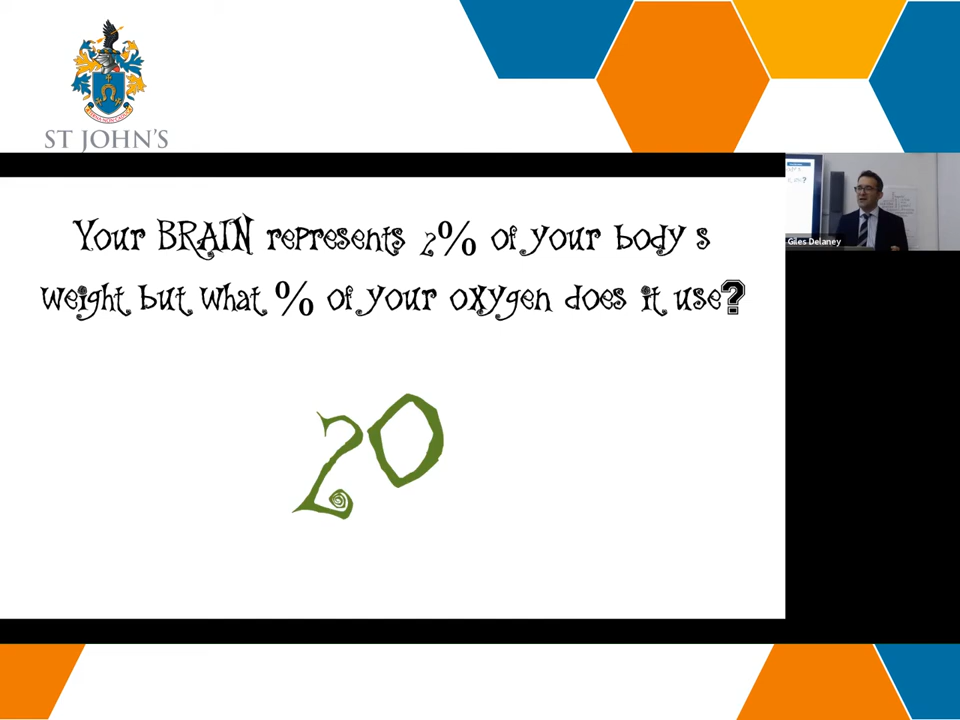 ST JOHN'S
Your BRAIN represents 2% of your body s
weight but what % of your oxygen does it use?
20
Giles Delaney